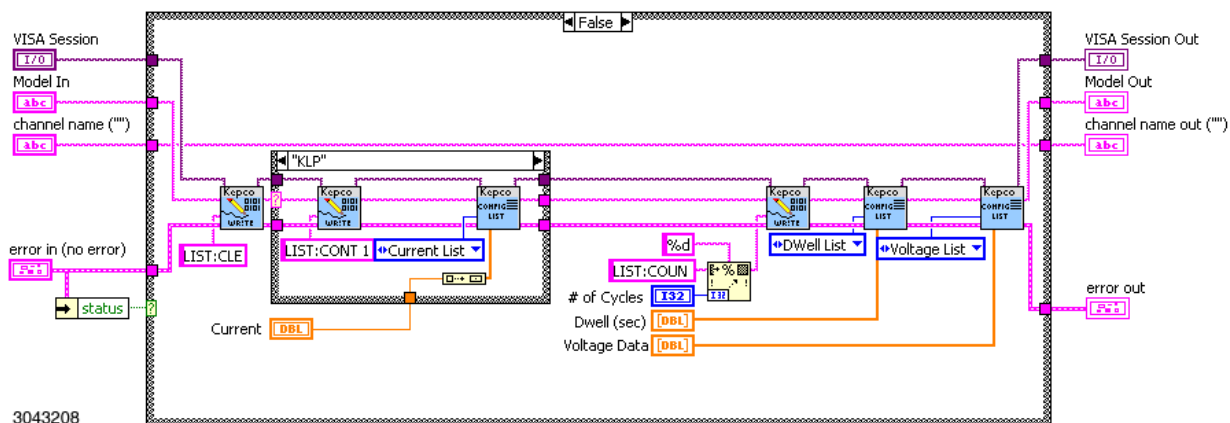 False
VISA Session
I/O
Model In
abc
channel name ("")
abc
VISA Session Out
I/O
Model Out
abc
channel name out ("")
abc
"KLP"
Kepco
WRITE
Kepco
WRITE
Kepco
CONFIG
LIST
Kepco
WRITE
Kepco
CONFIG
LIST
Kepco
CONFIG
LIST
LIST:CLE
LIST:CONT 1
Current List
%d
DWell List
Voltage List
LIST:COUN
error in (no error)
status
# of Cycles
I32
I32
Dwell (sec)
[DBL]
Voltage Data
[DBL]
error out
Current
DBL
3043208